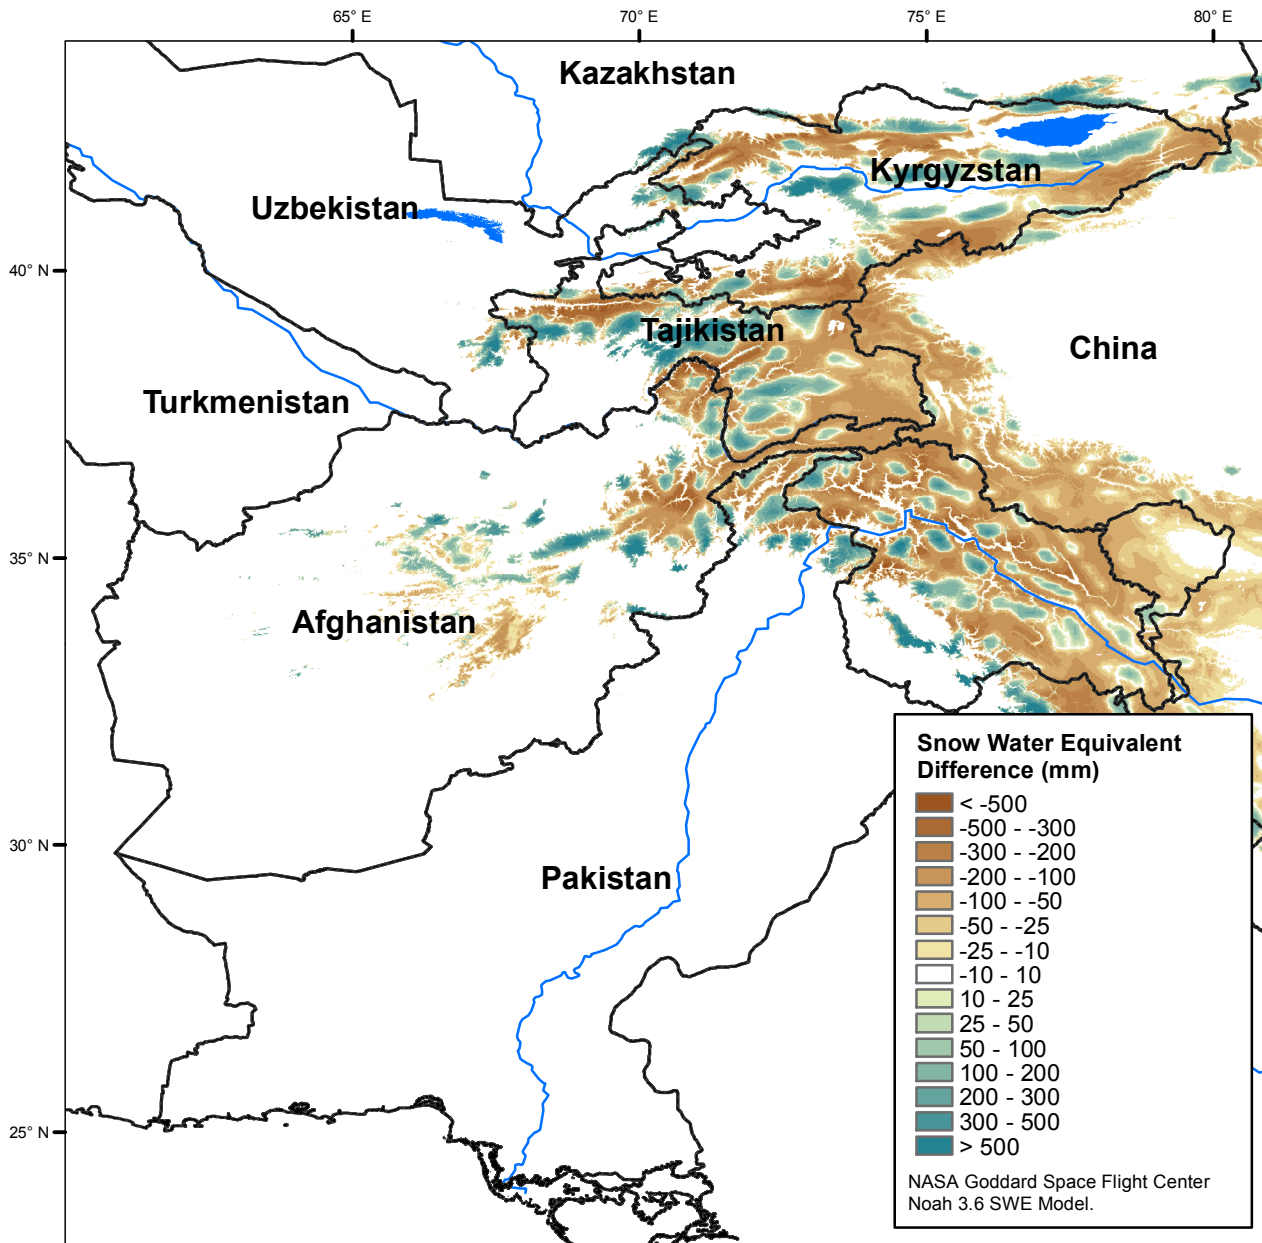 65° E
70° E
75° E
80° E
Kazakhstan
Kyrgyzstan
Uzbekistan
40° N
Tajikistan
China
Turkmenistan
35° N
Afghanistan
30° N
Pakistan
25° N
Snow Water Equivalent
Difference (mm)
< -500
-500 - -300
-300 - -200
-200 - -100
-100 - -50
-50 - -25
-25 - -10
-10 - 10
10 - 25
25 - 50
50 - 100
100 - 200
200 - 300
300 - 500
> 500
NASA Goddard Space Flight Center
Noah 3.6 SWE Model.